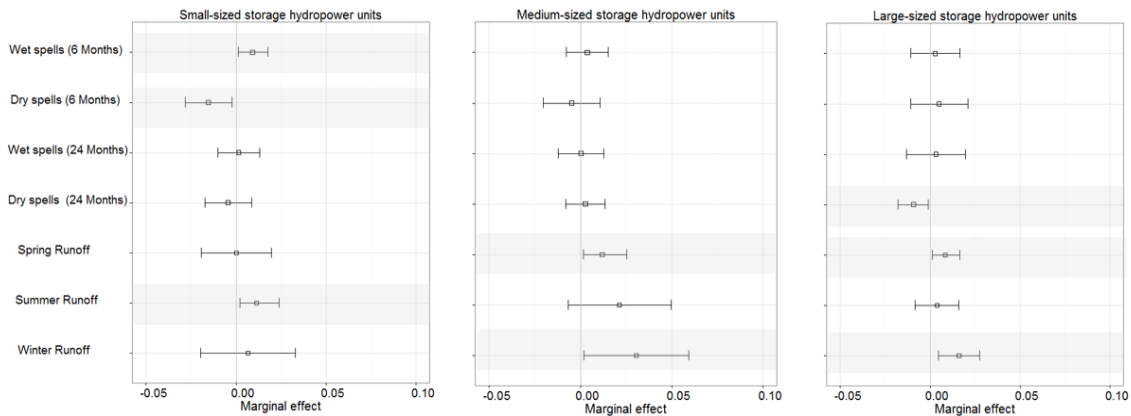 Small-sized storage hydropower units
Medium-sized storage hydropower units
Large-sized storage hydropower units
Wet spells (6 Months)
Dry spells (6 Months)
Wet spells (24 Months)
Dry spells  (24 Months)
Spring Runoff
Summer Runoff
Winter Runoff
-0.05 0.00 0.05 0.10
-0.05 0.00 0.05 0.10
-0.05 0.00 0.05 0.10
Marginal effect
Marginal effect
Marginal effect